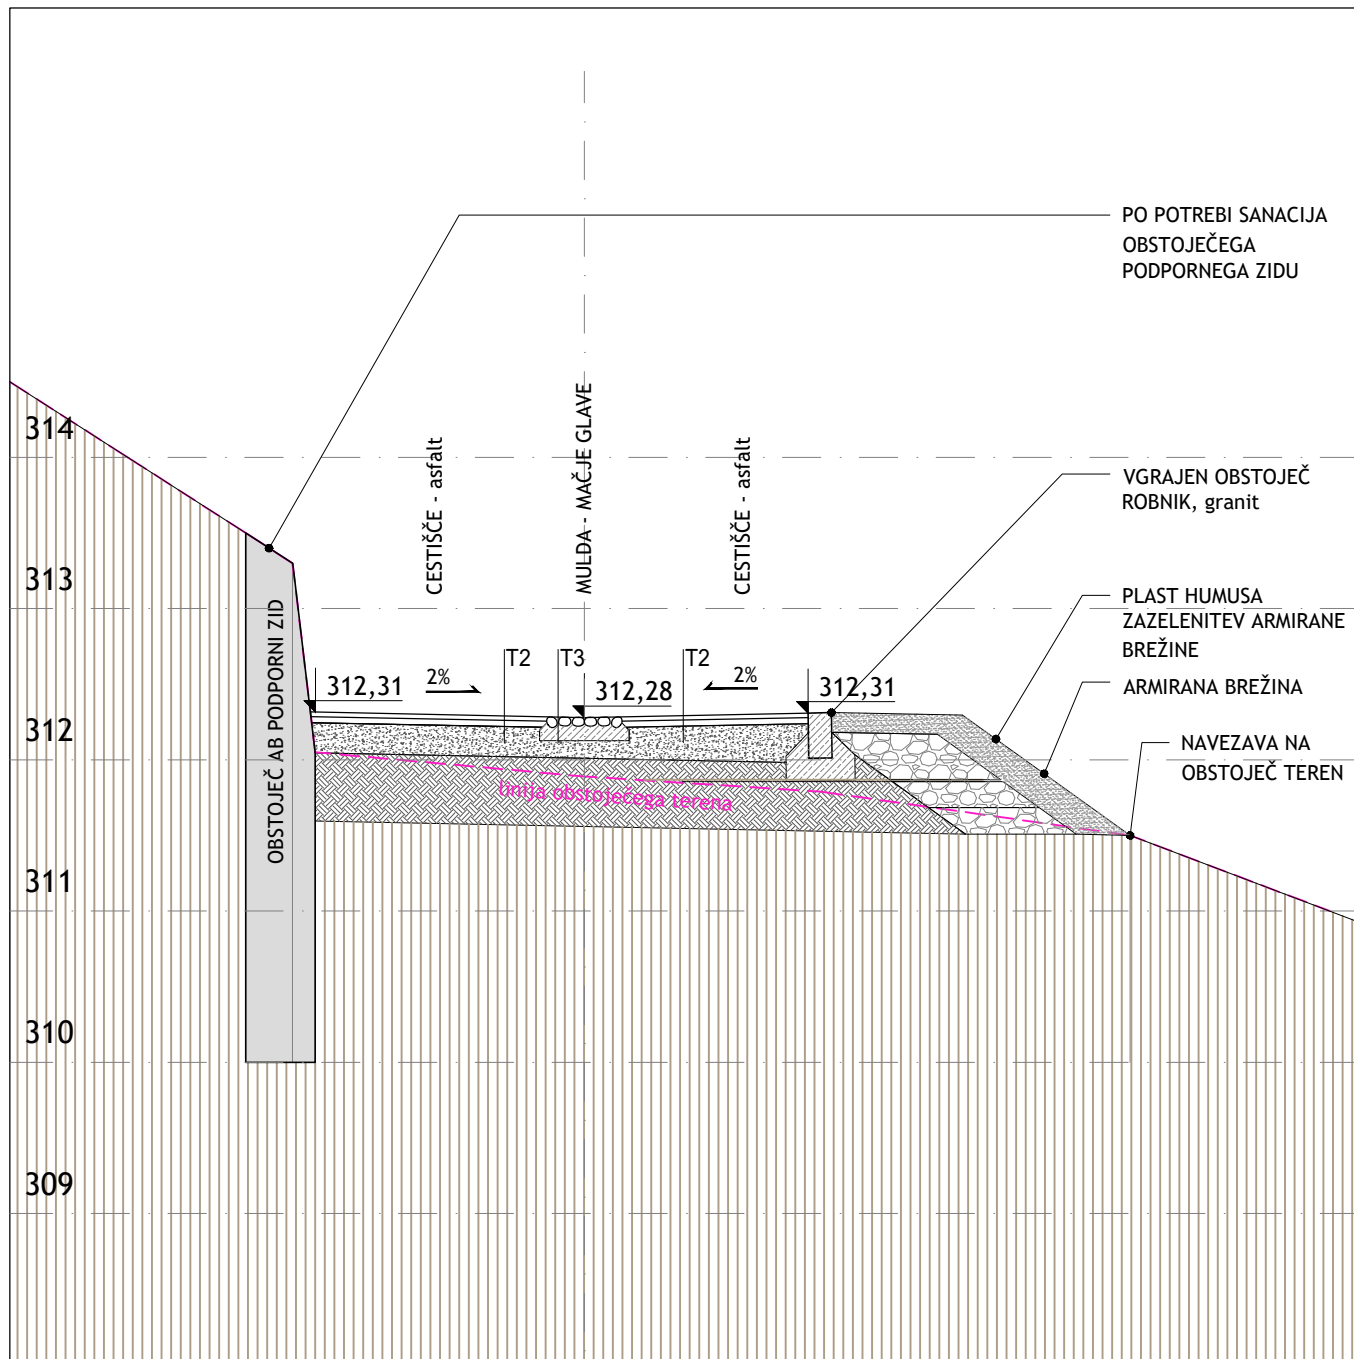 PO POTREBI SANACIJA
OBSTOJEČEGA
PODPORNEGA ZIDU
314
CESTIŠČE - asfalt
MULDA - MAČJE GLAVE
CESTIŠČE - asfalt
VGRAJEN OBSTOJEČ
ROBNIK, granit
313
PLAST HUMUSA
ZAZELENITEV ARMIRANE
BREŽINE
OBSTOJEČ AB PODPORNI ZID
T2
T3
T2
312,31
2%
312,28
2%
312,31
ARMIRANA BREŽINA
312
NAVEZAVA NA
OBSTOJEČ TEREN
linija obstoječega terena
311
310
309